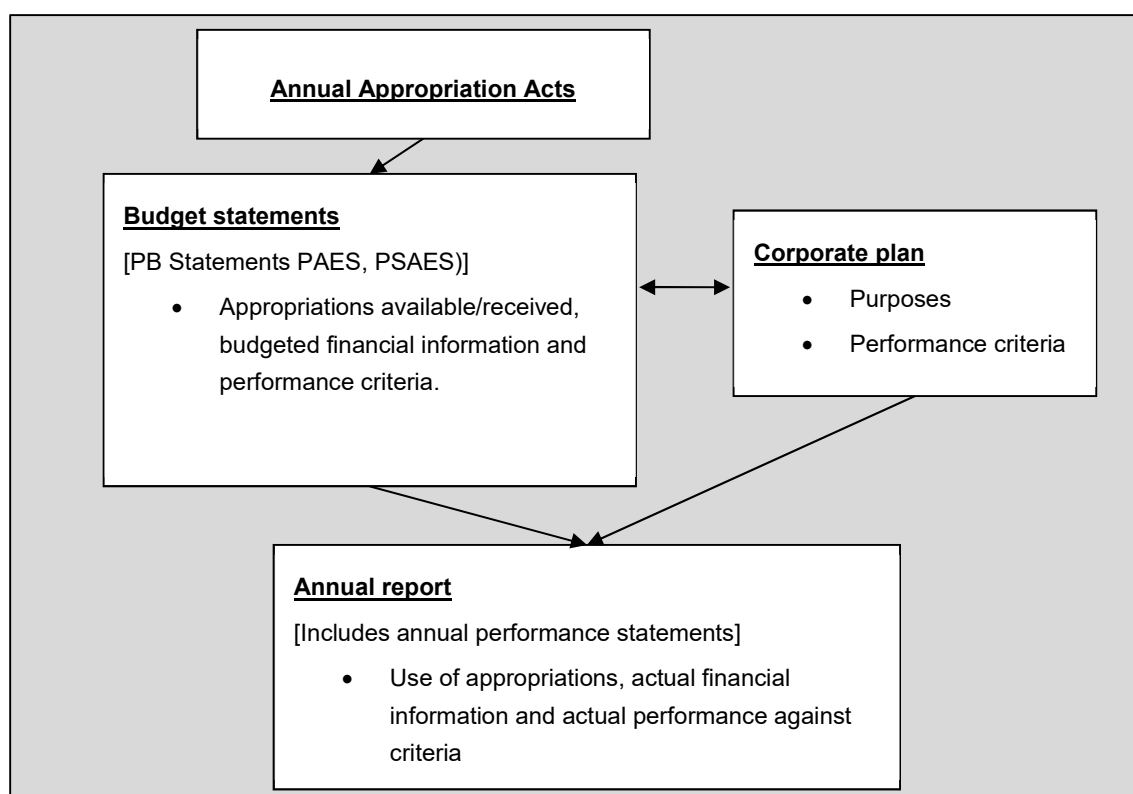 Annual Appropriation Acts
Budget statements
[PB Statements PAES, PSAES)]
• Appropriations available/received,
budgeted financial information and
performance criteria.
Corporate plan
• Purposes
• Performance criteria
Annual report
[Includes annual performance statements]
• Use of appropriations, actual financial
information and actual performance against
criteria